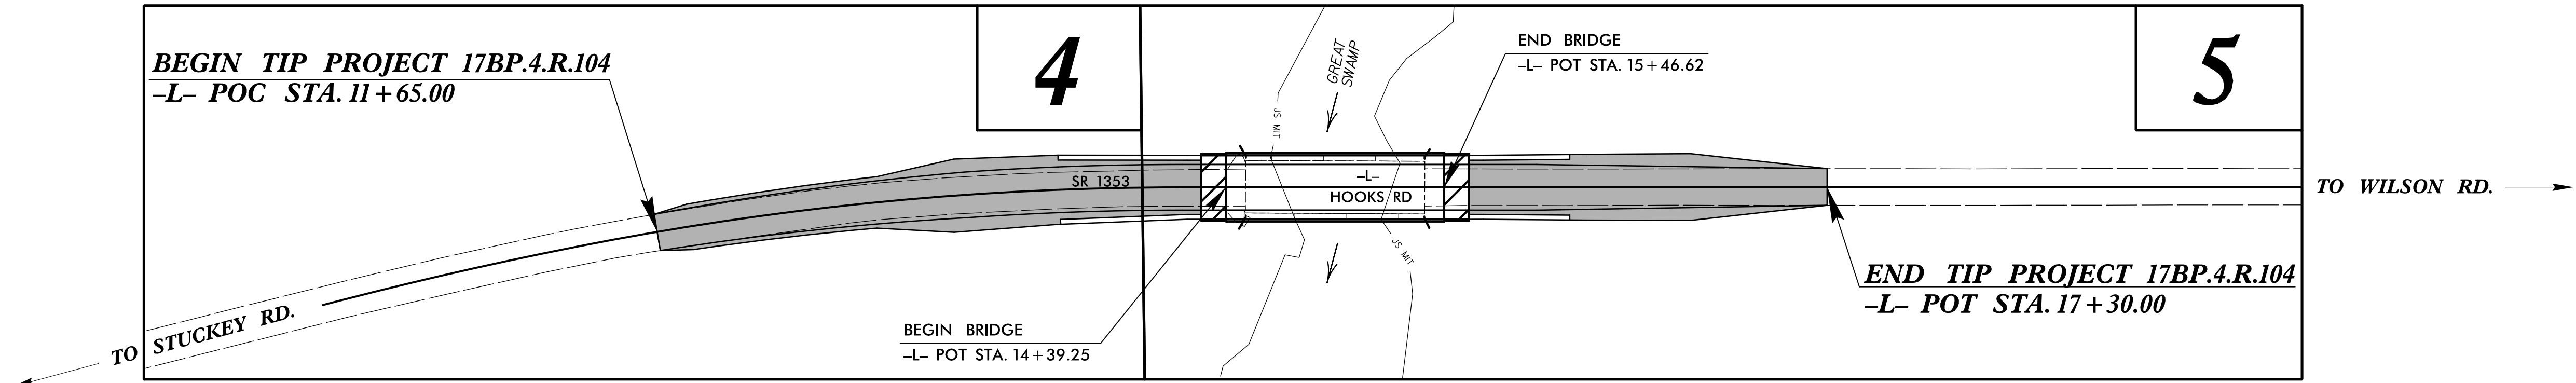 BEGIN TIP PROJECT 17BP.4.R.104
–L– POC STA. 11+65.00
4
GREAT
SWAMP
END BRIDGE
–L– POT STA. 15+46.62
5
JS MIT
SR 1353
–L–
HOOKS RD
TO WILSON RD.
JS MIT
END TIP PROJECT 17BP.4.R.104
–L– POT STA. 17+30.00
TO STUCKEY RD.
BEGIN BRIDGE
–L– POT STA. 14+39.25